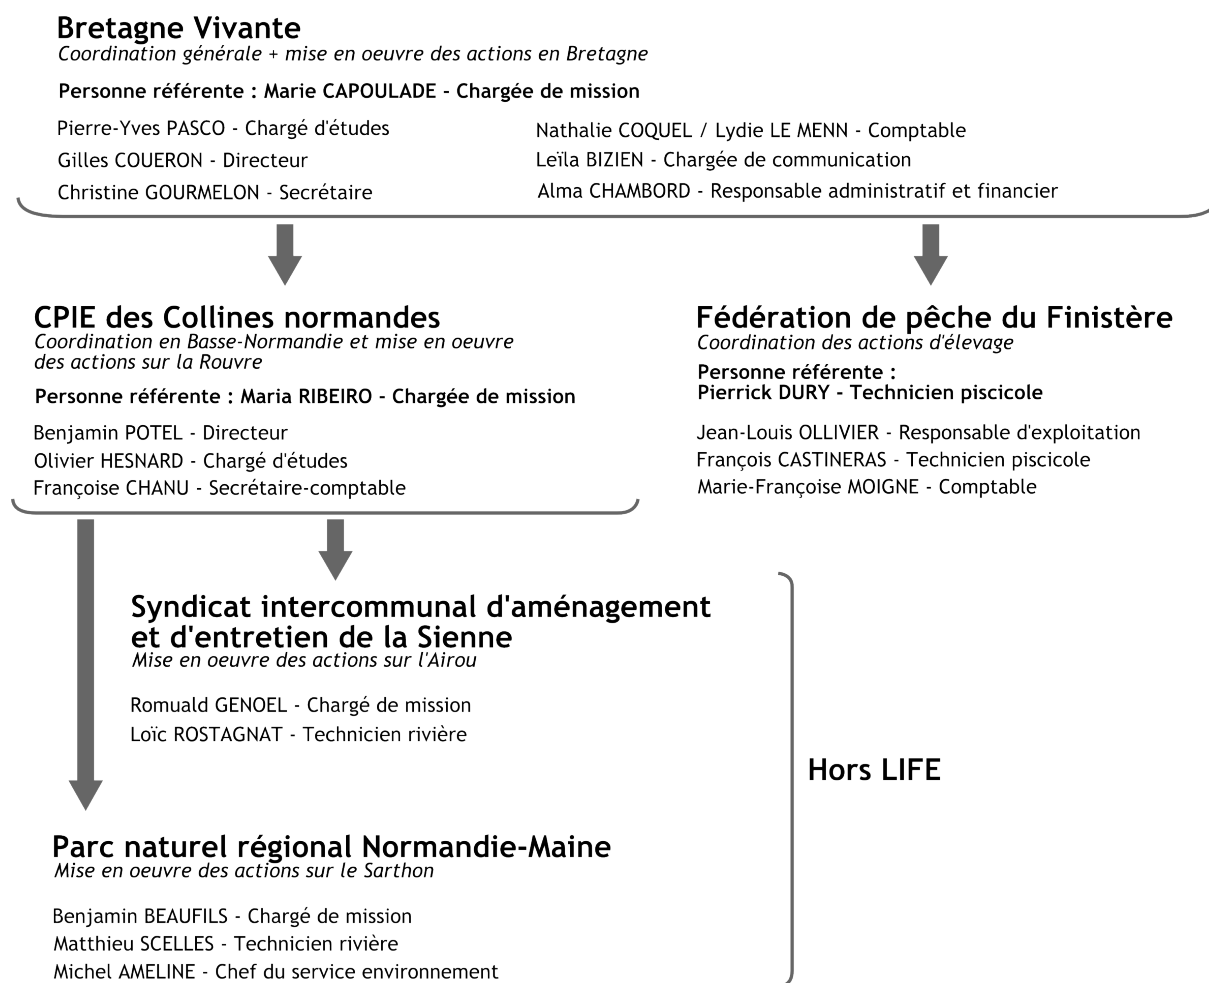 Bretagne Vivante
Coordination générale + mise en oeuvre des actions en Bretagne
Personne référente : Marie CAPOULADE - Chargée de mission
Pierre-Yves PASCO - Chargé d'études
Gilles COUERON - Directeur
Christine GOURMELON - Secrétaire
Nathalie COQUEL / Lydie LE MENN - Comptable
Leïla BIZIEN - Chargée de communication
Alma CHAMBORD - Responsable administratif et financier
CPIE des Collines normandes
Coordination en Basse-Normandie et mise en oeuvre
des actions sur la Rouvre
Personne référente : Maria RIBEIRO - Chargée de mission
Benjamin POTEL - Directeur
Olivier HESNARD - Chargé d'études
Françoise CHANU - Secrétaire-comptable
Fédération de pêche du Finistère
Coordination des actions d'élevage
Personne référente :
Pierrick DURY - Technicien piscicole
Jean-Louis OLLIVIER - Responsable d'exploitation
François CASTINERAS - Technicien piscicole
Marie-Françoise MOIGNE - Comptable
Syndicat intercommunal d'aménagement
et d'entretien de la Sienne
Mise en oeuvre des actions sur l'Airou
Romuald GENOEL - Chargé de mission
Loïc ROSTAGNAT - Technicien rivière
Hors LIFE
Parc naturel régional Normandie-Maine
Mise en oeuvre des actions sur le Sarthon
Benjamin BEAUFILS - Chargé de mission
Matthieu SCELLES - Technicien rivière
Michel AMELINE - Chef du service environnement